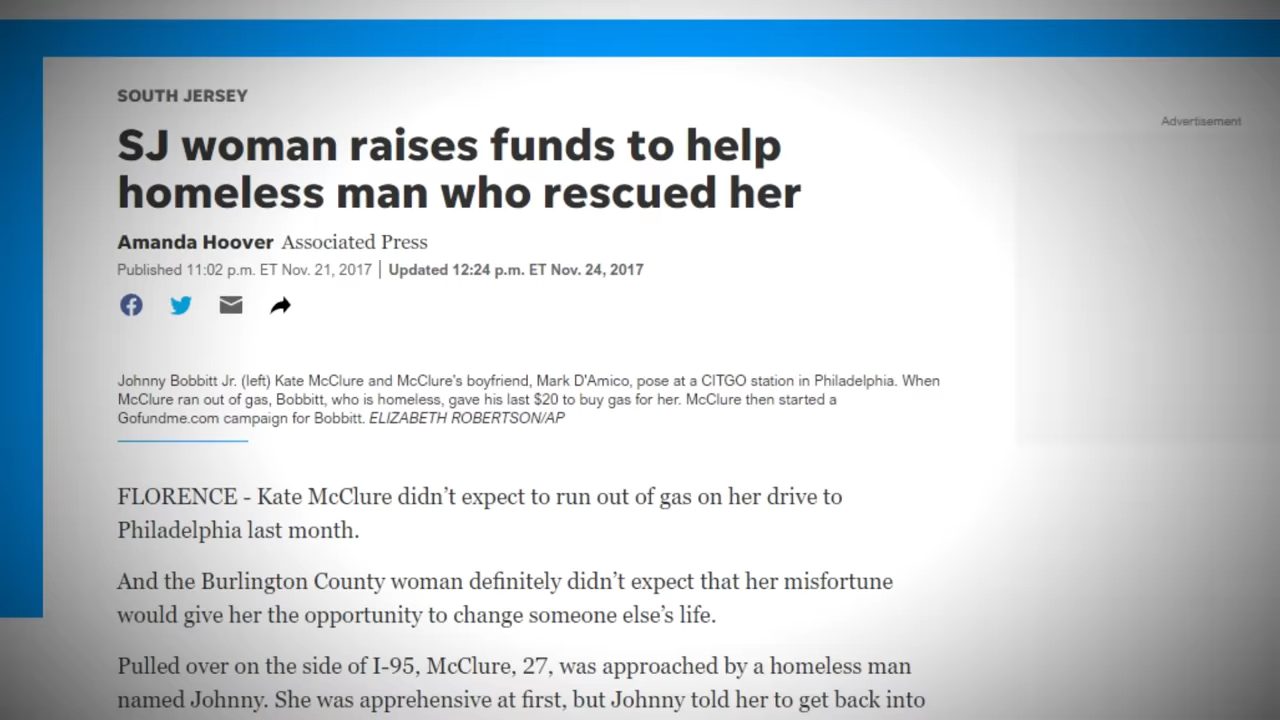 SOUTH JERSEY
Advertisement
SJ woman raises funds to help
homeless man who rescued her
Amanda Hoover Associated Press
Published 11:02 p.m. ET Nov. 21, 2017 | Updated 12:24 p.m. ET Nov. 24, 2017
Johnny Bobbitt Jr. (left) Kate McClure and McClure's boyfriend, Mark D'Amico, pose at a CITGO station in Philadelphia. When
McClure ran out of gas, Bobbitt, who is homeless, gave his last $20 to buy gas for her. McClure then started a
Gofundme.com campaign for Bobbitt. ELIZABETH ROBERTSON/AP
FLORENCE - Kate McClure didn’t expect to run out of gas on her drive to
Philadelphia last month.
And the Burlington County woman definitely didn’t expect that her misfortune
would give her the opportunity to change someone else’s life.
Pulled over on the side of I-95, McClure, 27, was approached by a homeless man
named Johnny. She was apprehensive at first, but Johnny told her to get back into